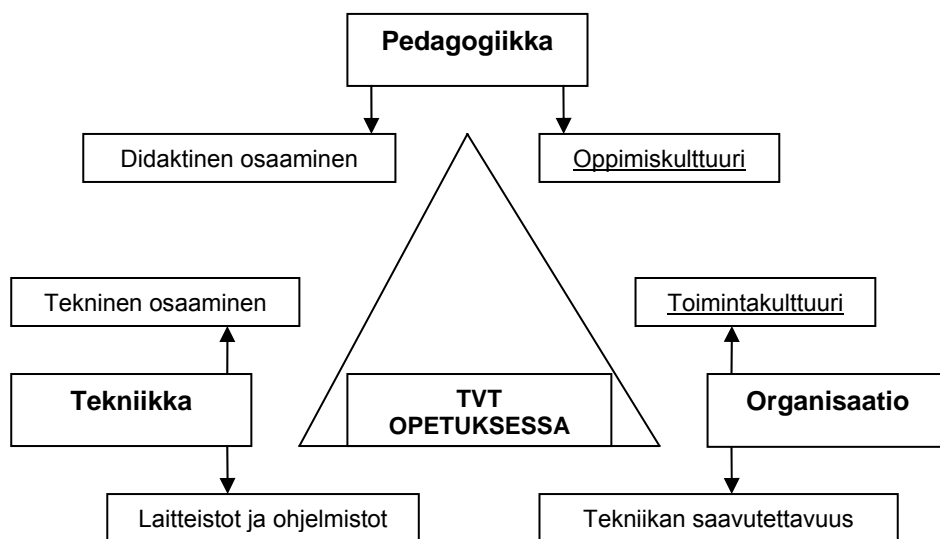 Pedagogiikka
Didaktinen osaaminen
Oppimiskulttuuri
Tekninen osaaminen
Toimintakulttuuri
Tekniikka
TVT
OPETUKSESSA
Organisaatio
Laitteistot ja ohjelmistot
Tekniikan saavutettavuus